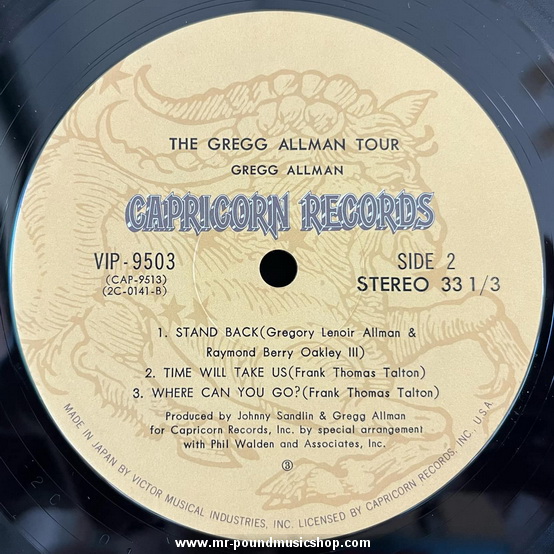 THE GREGG ALLMAN TOUR
GREGG ALLMAN
CAPRICORN RECORDS
VIP-9503
(CAP-9513)
(2C-0141-B)
SIDE 2
STEREO 33 1/3
1. STAND BACK(Gregory Lenoir Allman &
Raymond Berry Oakley III)
2. TIME WILL TAKE US(Frank Thomas Talton)
3. WHERE CAN YOU GO?(Frank Thomas Talton)
Produced by Johnny Sandlin & Gregg Allman
for Capricorn Records, Inc. by special arrangement
with Phil Walden and Associates, Inc.
③
MADE IN JAPAN BY VICTOR MUSICAL INDUSTRIES, INC. LICENSED BY CAPRICORN RECORDS, INC. U.S.A.
www.mr-poundmusicshop.com